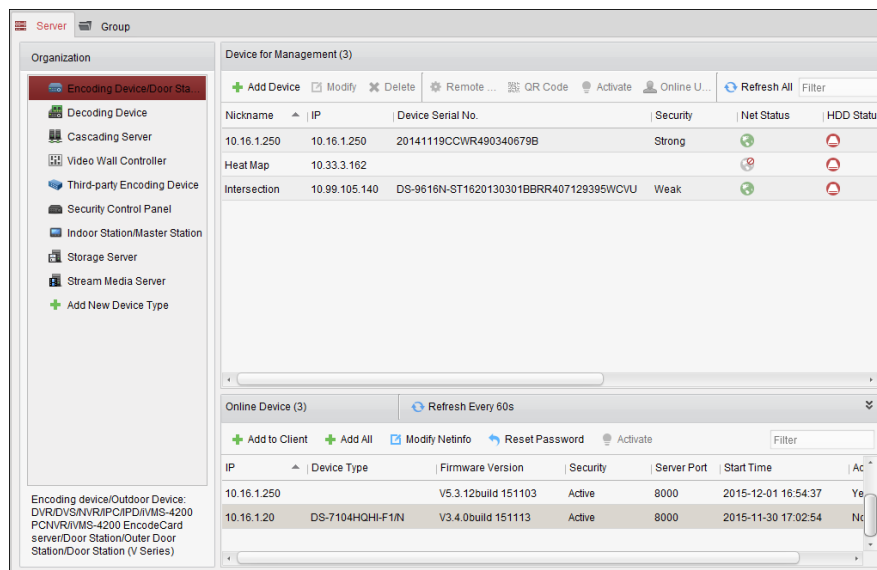 Server Group
Organization
Encoding Device/Door Sta...
Decoding Device
Cascading Server
Video Wall Controller
Third-party Encoding Device
Security Control Panel
Indoor Station/Master Station
Storage Server
Stream Media Server
Add New Device Type
Encoding device/Outdoor Device:
DVR/DVS/NVR/IPC/IPD/iVMS-4200
PCNVR/iVMS-4200 EncodeCard
server/Door Station/Outer Door
Station/Door Station (V Series)
Device for Management (3)
Add Device Modify Delete Remote ... QR Code Activate Online U... Refresh All Filter
Nickname IP Device Serial No. Security Net Status HDD Statu
10.16.1.250 10.16.1.250 20141119CCWR490340679B Strong
Heat Map 10.33.3.162
Intersection 10.99.105.140 DS-9616N-ST1620130301BBRR407129395WCVU Weak
Online Device (3) Refresh Every 60s
Add to Client Add All Modify Netinfo Reset Password Activate Filter
IP Device Type Firmware Version Security Server Port Start Time Ac
10.16.1.250 V5.3.12build 151103 Active 8000 2015-12-01 16:54:37 Ye
10.16.1.20 DS-7104HQHI-F1/N V3.4.0build 151113 Active 8000 2015-11-30 17:02:54 No